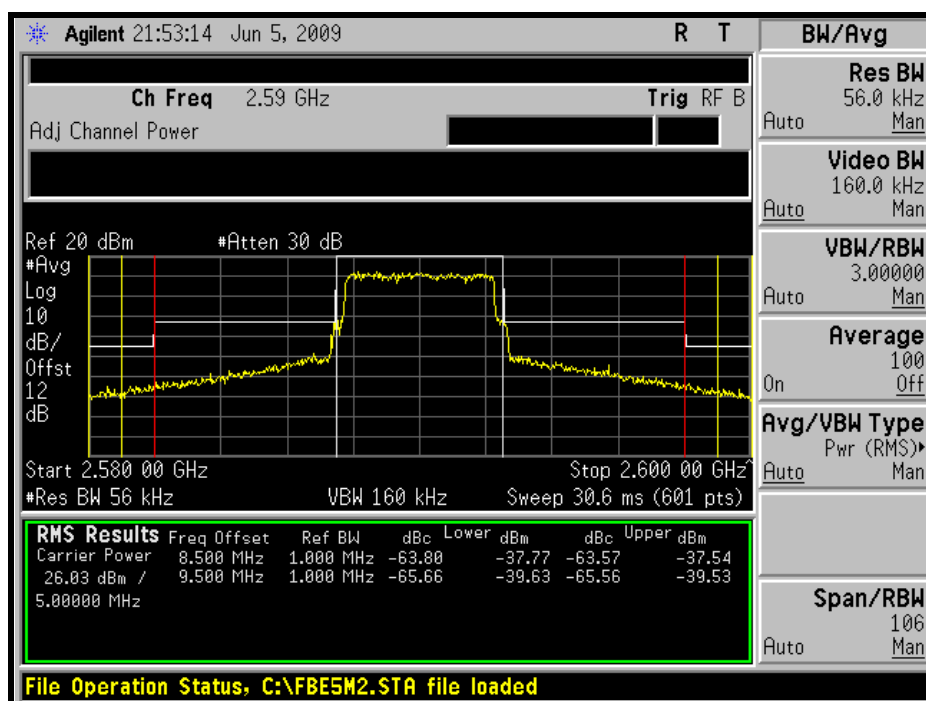 Agilent 21:53:14 Jun 5, 2009 R T
BW/Avg
Ch Freq 2.59 GHz Trig RF B
Adj Channel Power
Ref 20 dBm #Atten 30 dB
#Avg
Log
10
dB/
Offst
12
dB
Start 2.580 00 GHz Stop 2.600 00 GHz^
#Res BW 56 kHz VBW 160 kHz Sweep 30.6 ms (601 pts)
RMS Results Freq Offset Ref BW dBc Lower dBm dBc Upper dBm
Carrier Power 8.500 MHz 1.000 MHz -63.80 -37.77 -63.57 -37.54
26.03 dBm / 9.500 MHz 1.000 MHz -65.66 -39.63 -65.56 -39.53
5.00000 MHz
Res BW
56.0 kHz
Auto Man
Video BW
160.0 kHz
Auto Man
VBW/RBW
3.00000
Auto Man
Average
100
On Off
Avg/VBW Type
Pwr (RMS)▸
Auto Man
Span/RBW
106
Auto Man
File Operation Status, C:\FBE5M2.STA file loaded